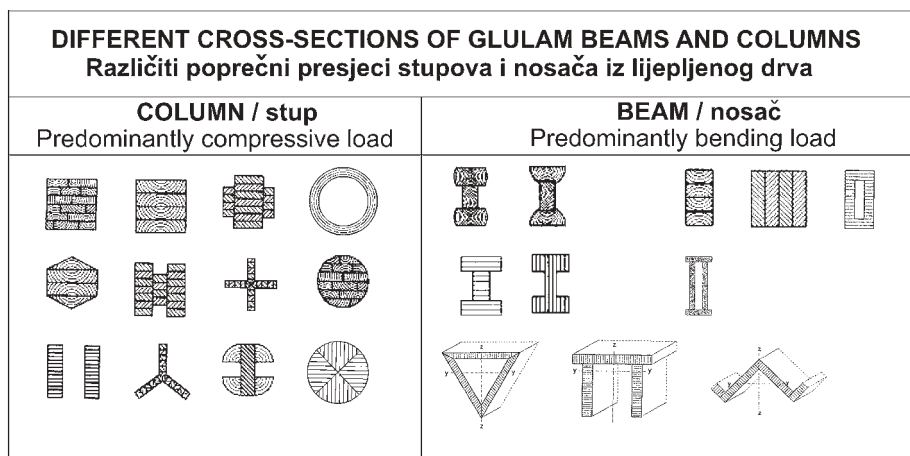 DIFFERENT CROSS-SECTIONS OF GLULAM BEAMS AND COLUMNS
Različiti poprečni presjeci stupova i nosača iz lijepljenog drva
COLUMN / stup
Predominantly compressive load
BEAM / nosač
Predominantly bending load
z
y y
z
z
y y
z
z
y y
z